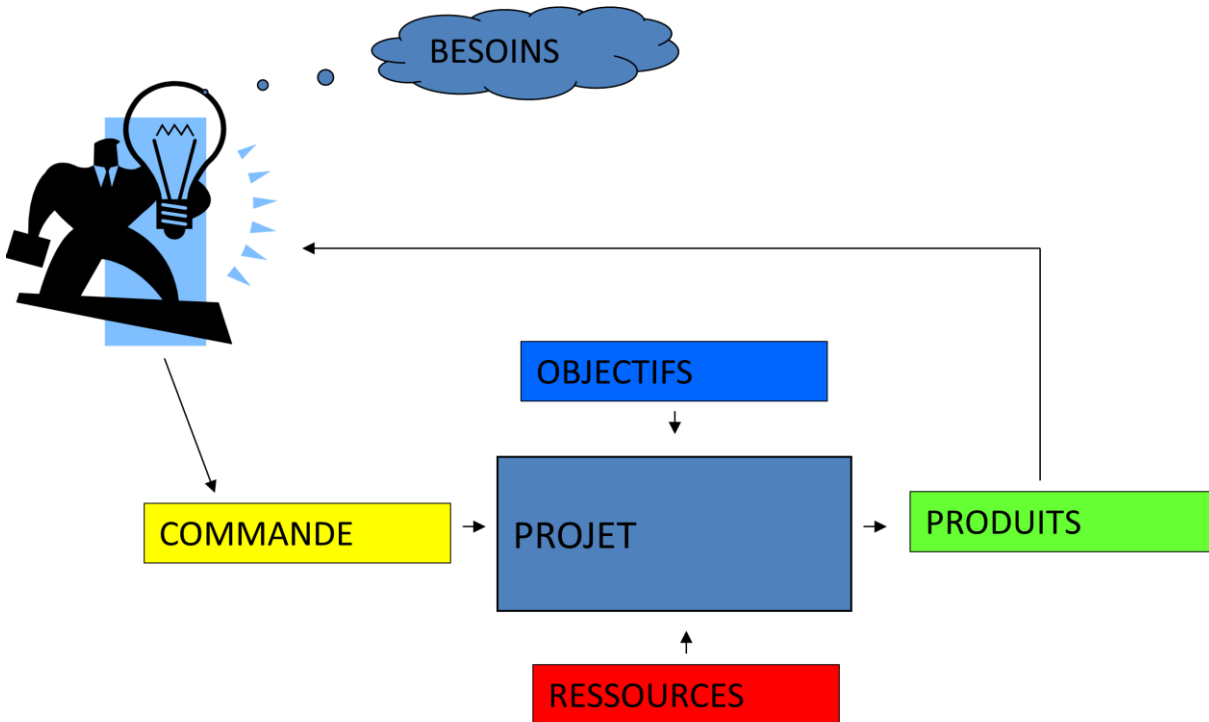 BESOINS
OBJECTIFS
COMMANDE
PROJET
PRODUITS
RESSOURCES